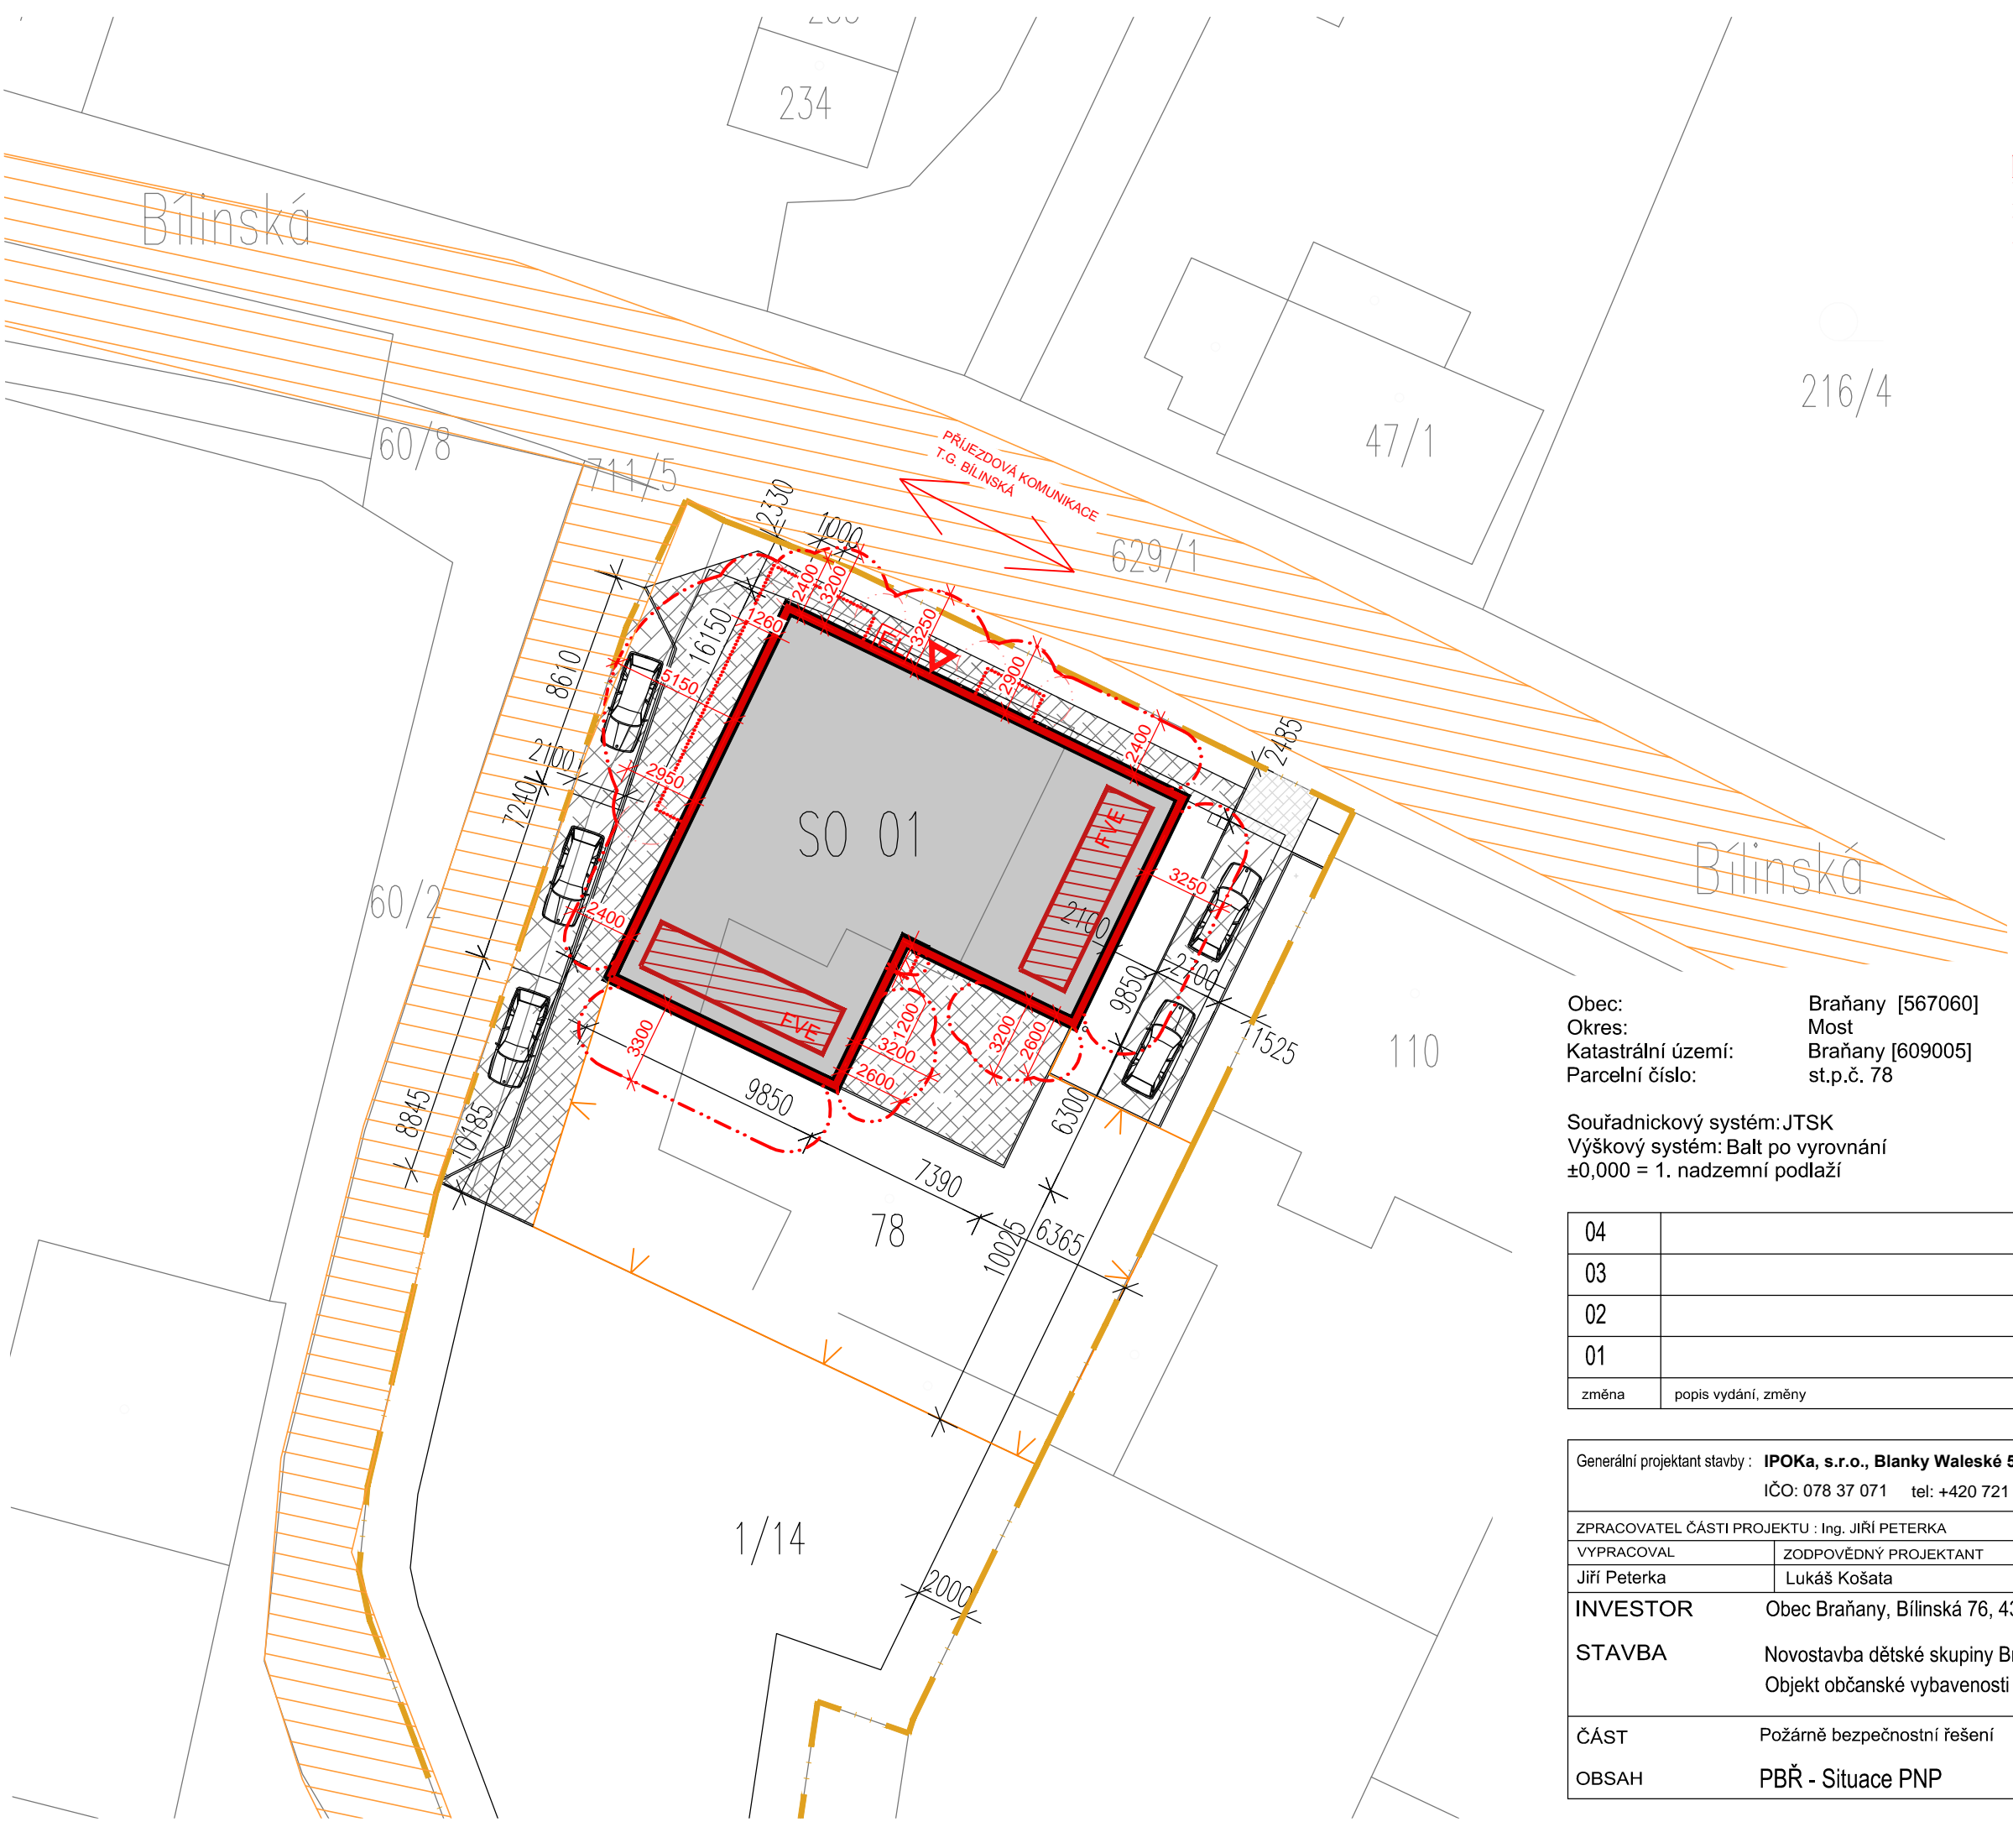 234
Bílinská
216/4
47/1
60/8
711/5
PŘÍJEZDOVÁ KOMUNIKACE
T.G. BÍLINSKÁ
629/1
2330
1000
2400
3200
1260
16150
3250
2900
5150
8610
2400
2485
2100
2950
7240
SO 01
FVE
Bílinská
60/2
2400
3250
2100
2700
9850
1525
FVE
3300
1200
3200
2600
3200
2600
110
9850
8845
10185
6300
7390
78
10025
6365
1/14
2000
Obec: Braňany [567060]
Okres: Most
Katastrální území: Braňany [609005]
Parcelní číslo: st.p.č. 78
Souřadnickový systém: JTSK
Výškový systém: Balt po vyrovnání
±0,000 = 1. nadzemní podlaží
04
03
02
01
změna popis vydání, změny
Generální projektant stavby : IPOKa, s.r.o., Blanky Waleské 5
IČO: 078 37 071 tel: +420 721
ZPRACOVATEL ČÁSTI PROJEKTU : Ing. JIŘÍ PETERKA
VYPRACOVAL ZODPOVĚDNÝ PROJEKTANT
Jiří Peterka Lukáš Košata
INVESTOR Obec Braňany, Bílinská 76, 43
STAVBA Novostavba dětské skupiny Br
Objekt občanské vybavenosti
ČÁST Požárně bezpečnostní řešení
OBSAH PBŘ - Situace PNP